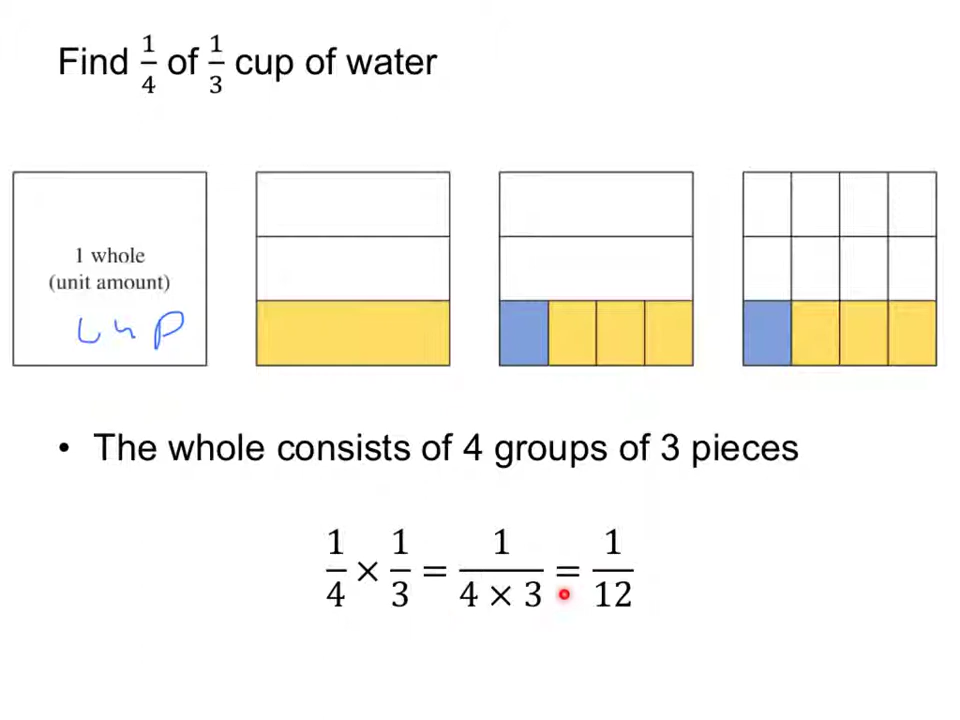 Find 1/4 of 1/3 cup of water
1 whole
(unit amount)
cup
• The whole consists of 4 groups of 3 pieces
1/4 × 1/3 = 1/(4 × 3) = 1/12